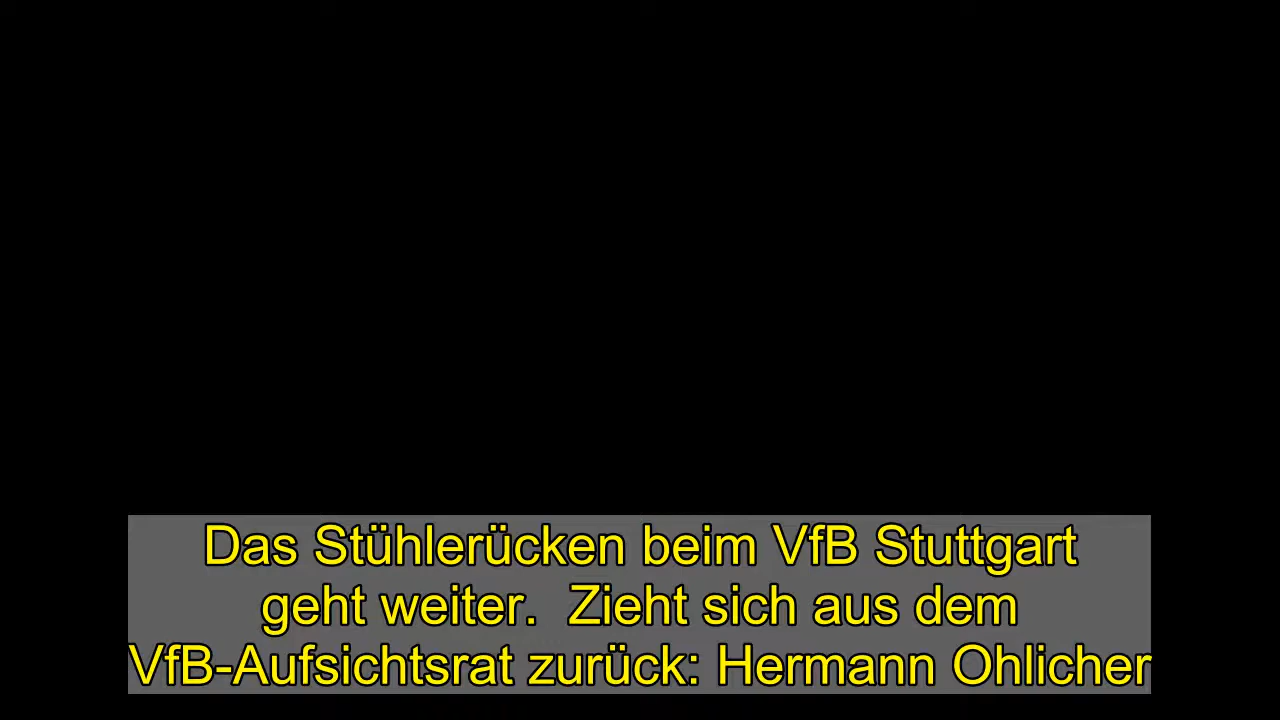 Das Stühlerücken beim VfB Stuttgart
geht weiter.  Zieht sich aus dem
VfB-Aufsichtsrat zurück: Hermann Ohlicher